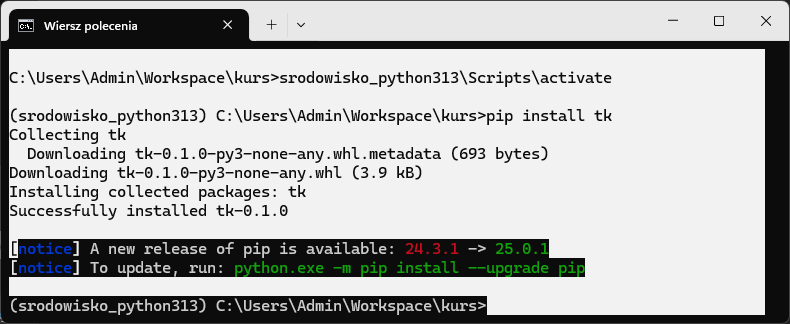 Wiersz polecenia
C:\Users\Admin\Workspace\kurs>srodowisko_python313\Scripts\activate
(srodowisko_python313) C:\Users\Admin\Workspace\kurs>pip install tk
Collecting tk
  Downloading tk-0.1.0-py3-none-any.whl.metadata (693 bytes)
Downloading tk-0.1.0-py3-none-any.whl (3.9 kB)
Installing collected packages: tk
Successfully installed tk-0.1.0
[notice] A new release of pip is available: 24.3.1 -> 25.0.1
[notice] To update, run: python.exe -m pip install --upgrade pip
(srodowisko_python313) C:\Users\Admin\Workspace\kurs>